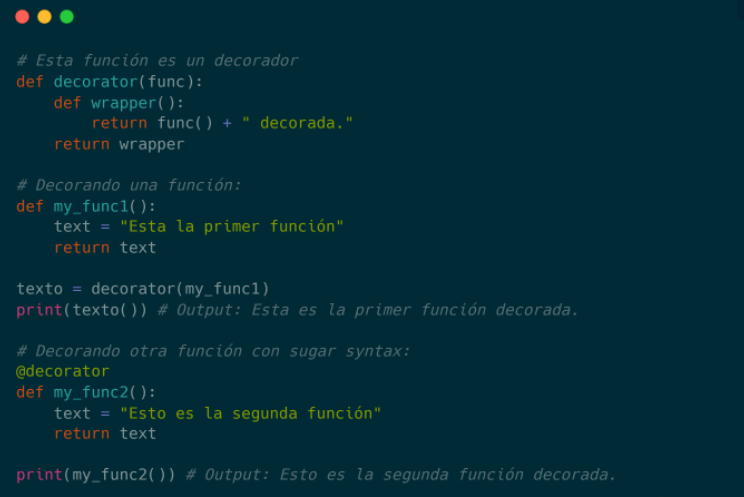 # Esta función es un decorador
def decorator(func):
    def wrapper():
        return func() + " decorada."
    return wrapper
# Decorando una función:
def my_func1():
    text = "Esta la primer función"
    return text
texto = decorator(my_func1)
print(texto()) # Output: Esta es la primer función decorada.
# Decorando otra función con sugar syntax:
@decorator
def my_func2():
    text = "Esto es la segunda función"
    return text
print(my_func2()) # Output: Esto es la segunda función decorada.